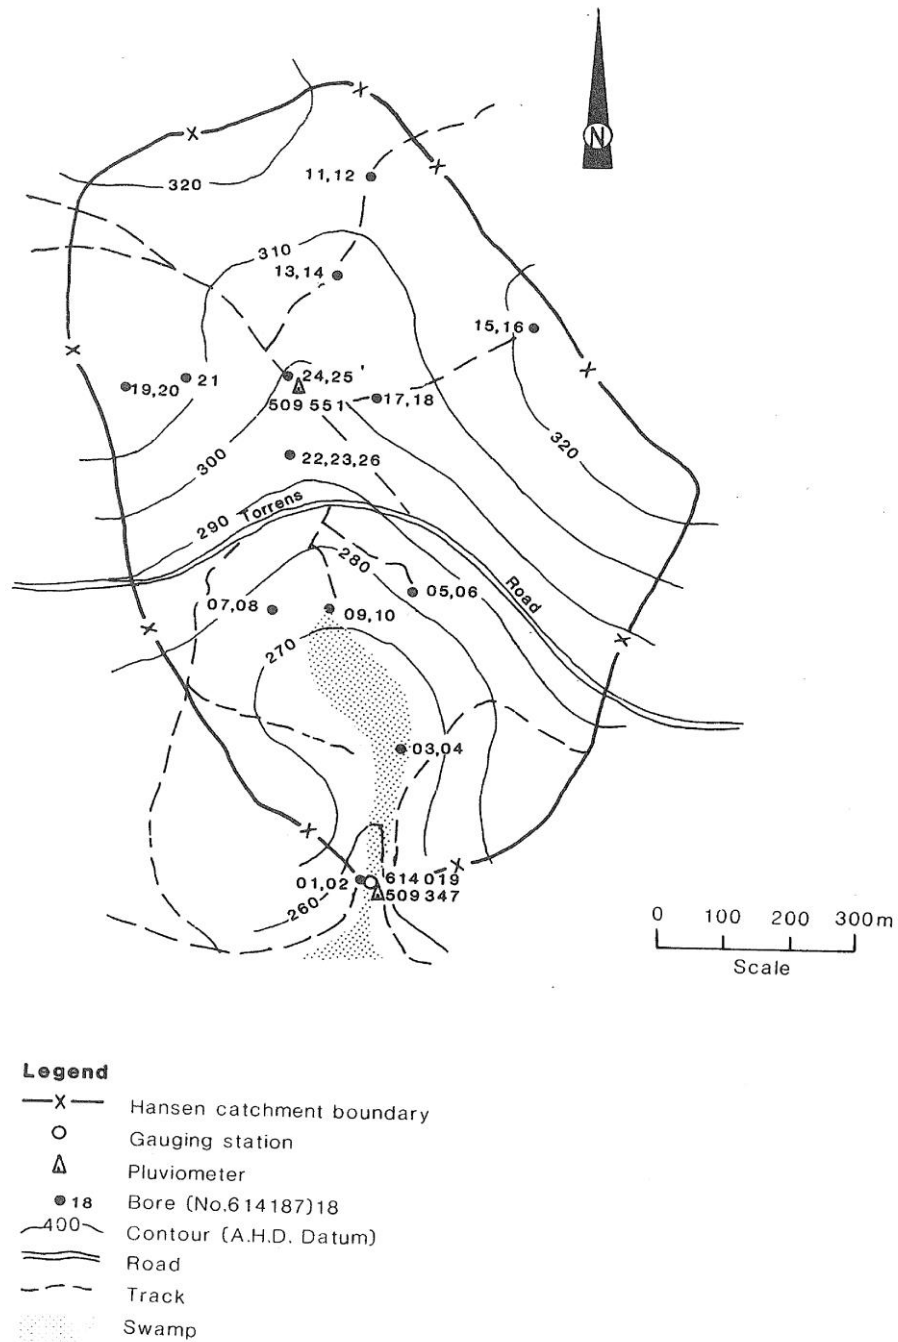 N
11,12
320
310
13,14
15,16
19,20
21
24,25
509 551
17,18
320
300
22,23,26
290
Torrens
Road
280
07,08
05,06
09,10
270
03,04
01,02
614 019
509 347
260
0 100 200 300m
Scale
Legend
X Hansen catchment boundary
Gauging station
Pluviometer
18 Bore (No.614187)18
400 Contour (A.H.D. Datum)
Road
Track
Swamp